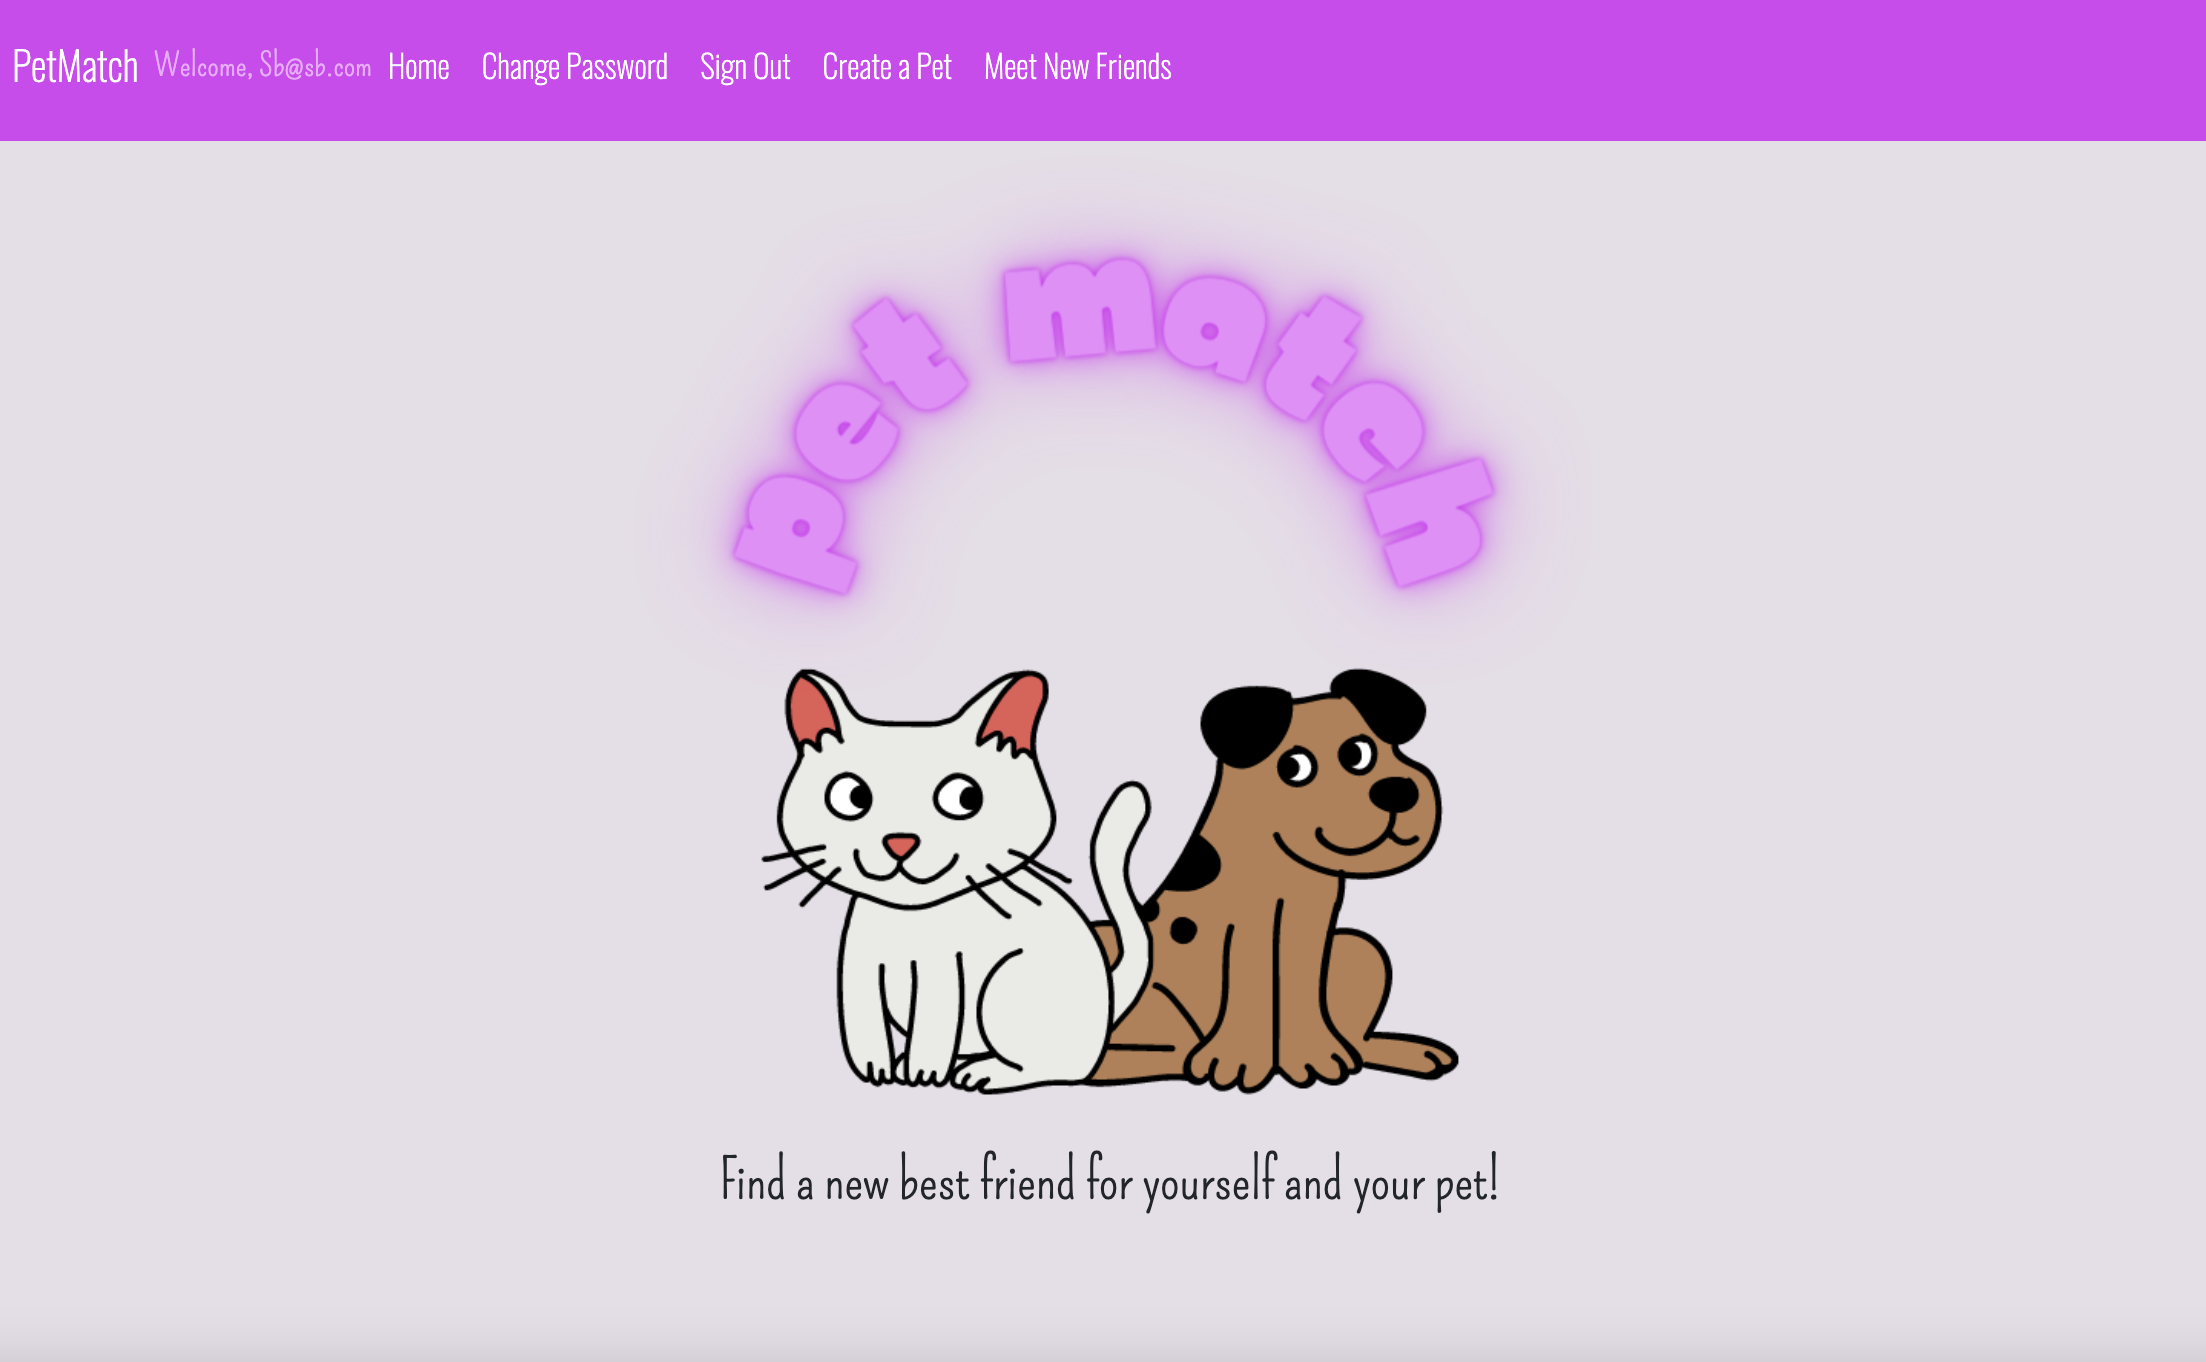 PetMatch Welcome, Sb@sb.com Home Change Password Sign Out Create a Pet Meet New Friends
pet match
Find a new best friend for yourself and your pet!